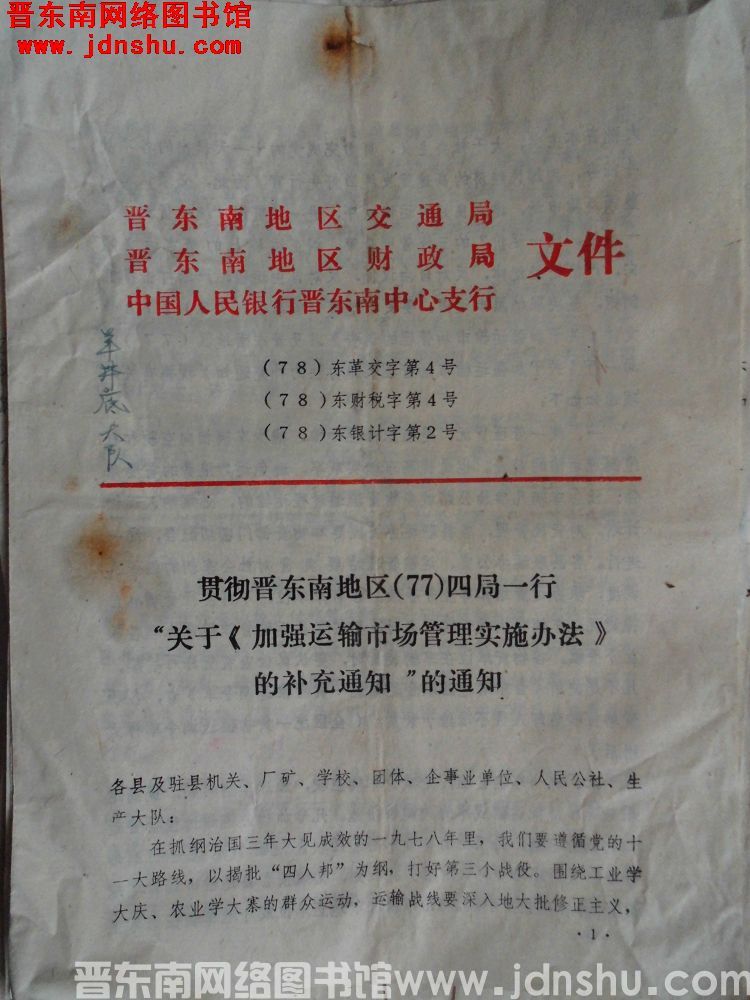 晋东南网络图书馆
www.jdnshu.com
晋东南地区交通局
晋东南地区财政局
中国人民银行晋东南中心支行
文件
羊井底大队
(78)东革交字第4号
(78)东财税字第4号
(78)东银计字第2号
贯彻晋东南地区(77)四局一行
“关于《加强运输市场管理实施办法》
的补充通知”的通知
各县及驻县机关、厂矿、学校、团体、企事业单位、人民公社、生
产大队：
在抓纲治国三年大见成效的一九七八年里，我们要遵循党的十
一大路线，以揭批“四人邦”为纲，打好第三个战役。围绕工业学
大庆、农业学大寨的群众运动，运输战线要深入地大批修正主义，
·1·
晋东南网络图书馆www.jdnshu.com